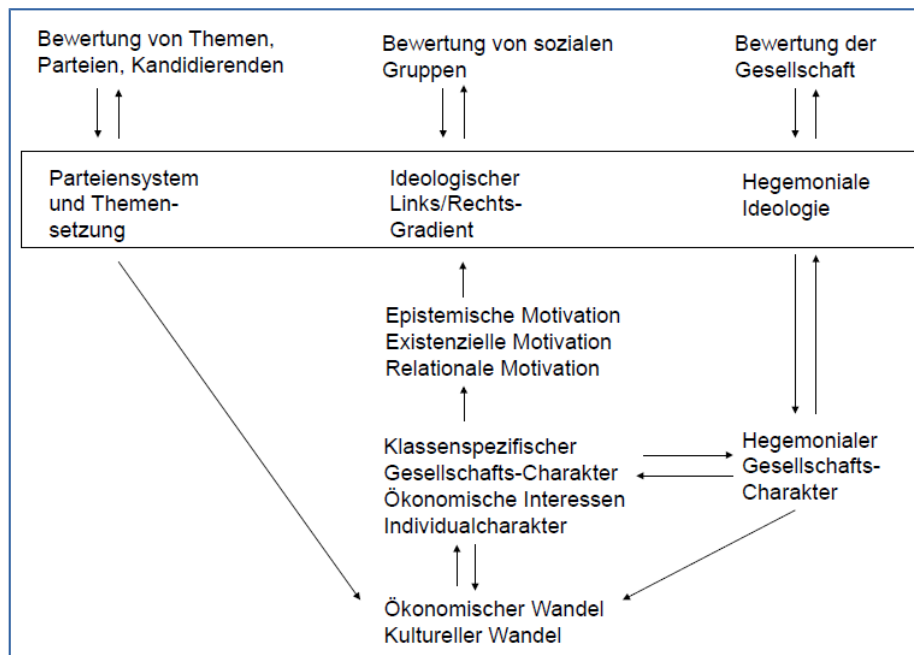 Bewertung von Themen,
Parteien, Kandidierenden
Bewertung von sozialen
Gruppen
Bewertung der
Gesellschaft
Parteiensystem
und Themen-
setzung
Ideologischer
Links/Rechts-
Gradient
Hegemoniale
Ideologie
Epistemische Motivation
Existenzielle Motivation
Relationale Motivation
Klassenspezifischer
Gesellschafts-Charakter
Ökonomische Interessen
Individualcharakter
Hegemonialer
Gesellschafts-
Charakter
Ökonomischer Wandel
Kultureller Wandel